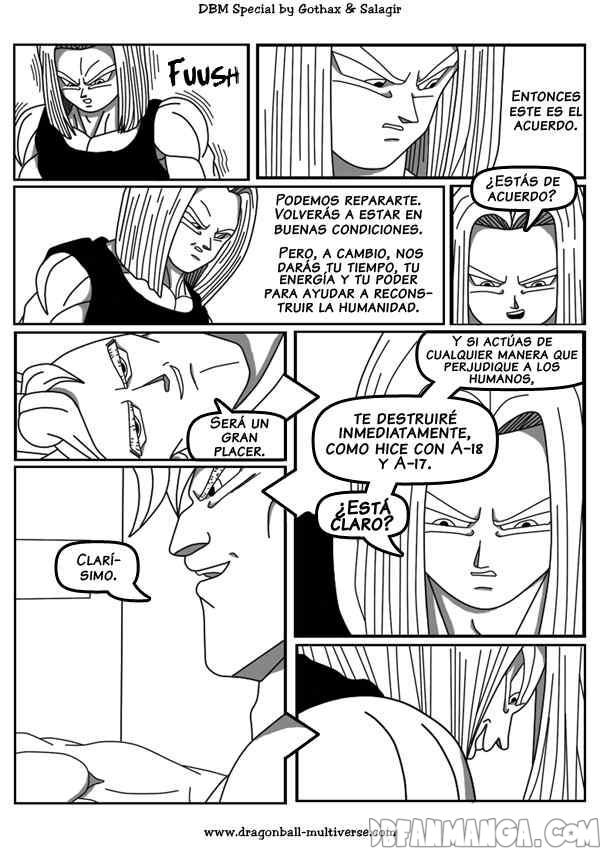 DBM Special by Gothax & Salagir
FUUSH
ENTONCES
ESTE ES EL
ACUERDO.
PODEMOS REPARARTE.
VOLVERÁS A ESTAR EN
BUENAS CONDICIONES.
PERO, A CAMBIO, NOS
DARÁS TU TIEMPO, TU
ENERGÍA Y TU PODER
PARA AYUDAR A RECONS-
TRUIR LA HUMANIDAD.
¿ESTÁS DE
ACUERDO?
SERÁ UN
GRAN
PLACER.
Y SI ACTÚAS DE
CUALQUIER MANERA QUE
PERJUDIQUE A LOS
HUMANOS,
TE DESTRUIRÉ
INMEDIATAMENTE,
COMO HICE CON A-18
Y A-17.
¿ESTÁ
CLARO?
CLARÍ-
SIMO.
www.dragonball-multiverse.com
DBFANMANGA.COM